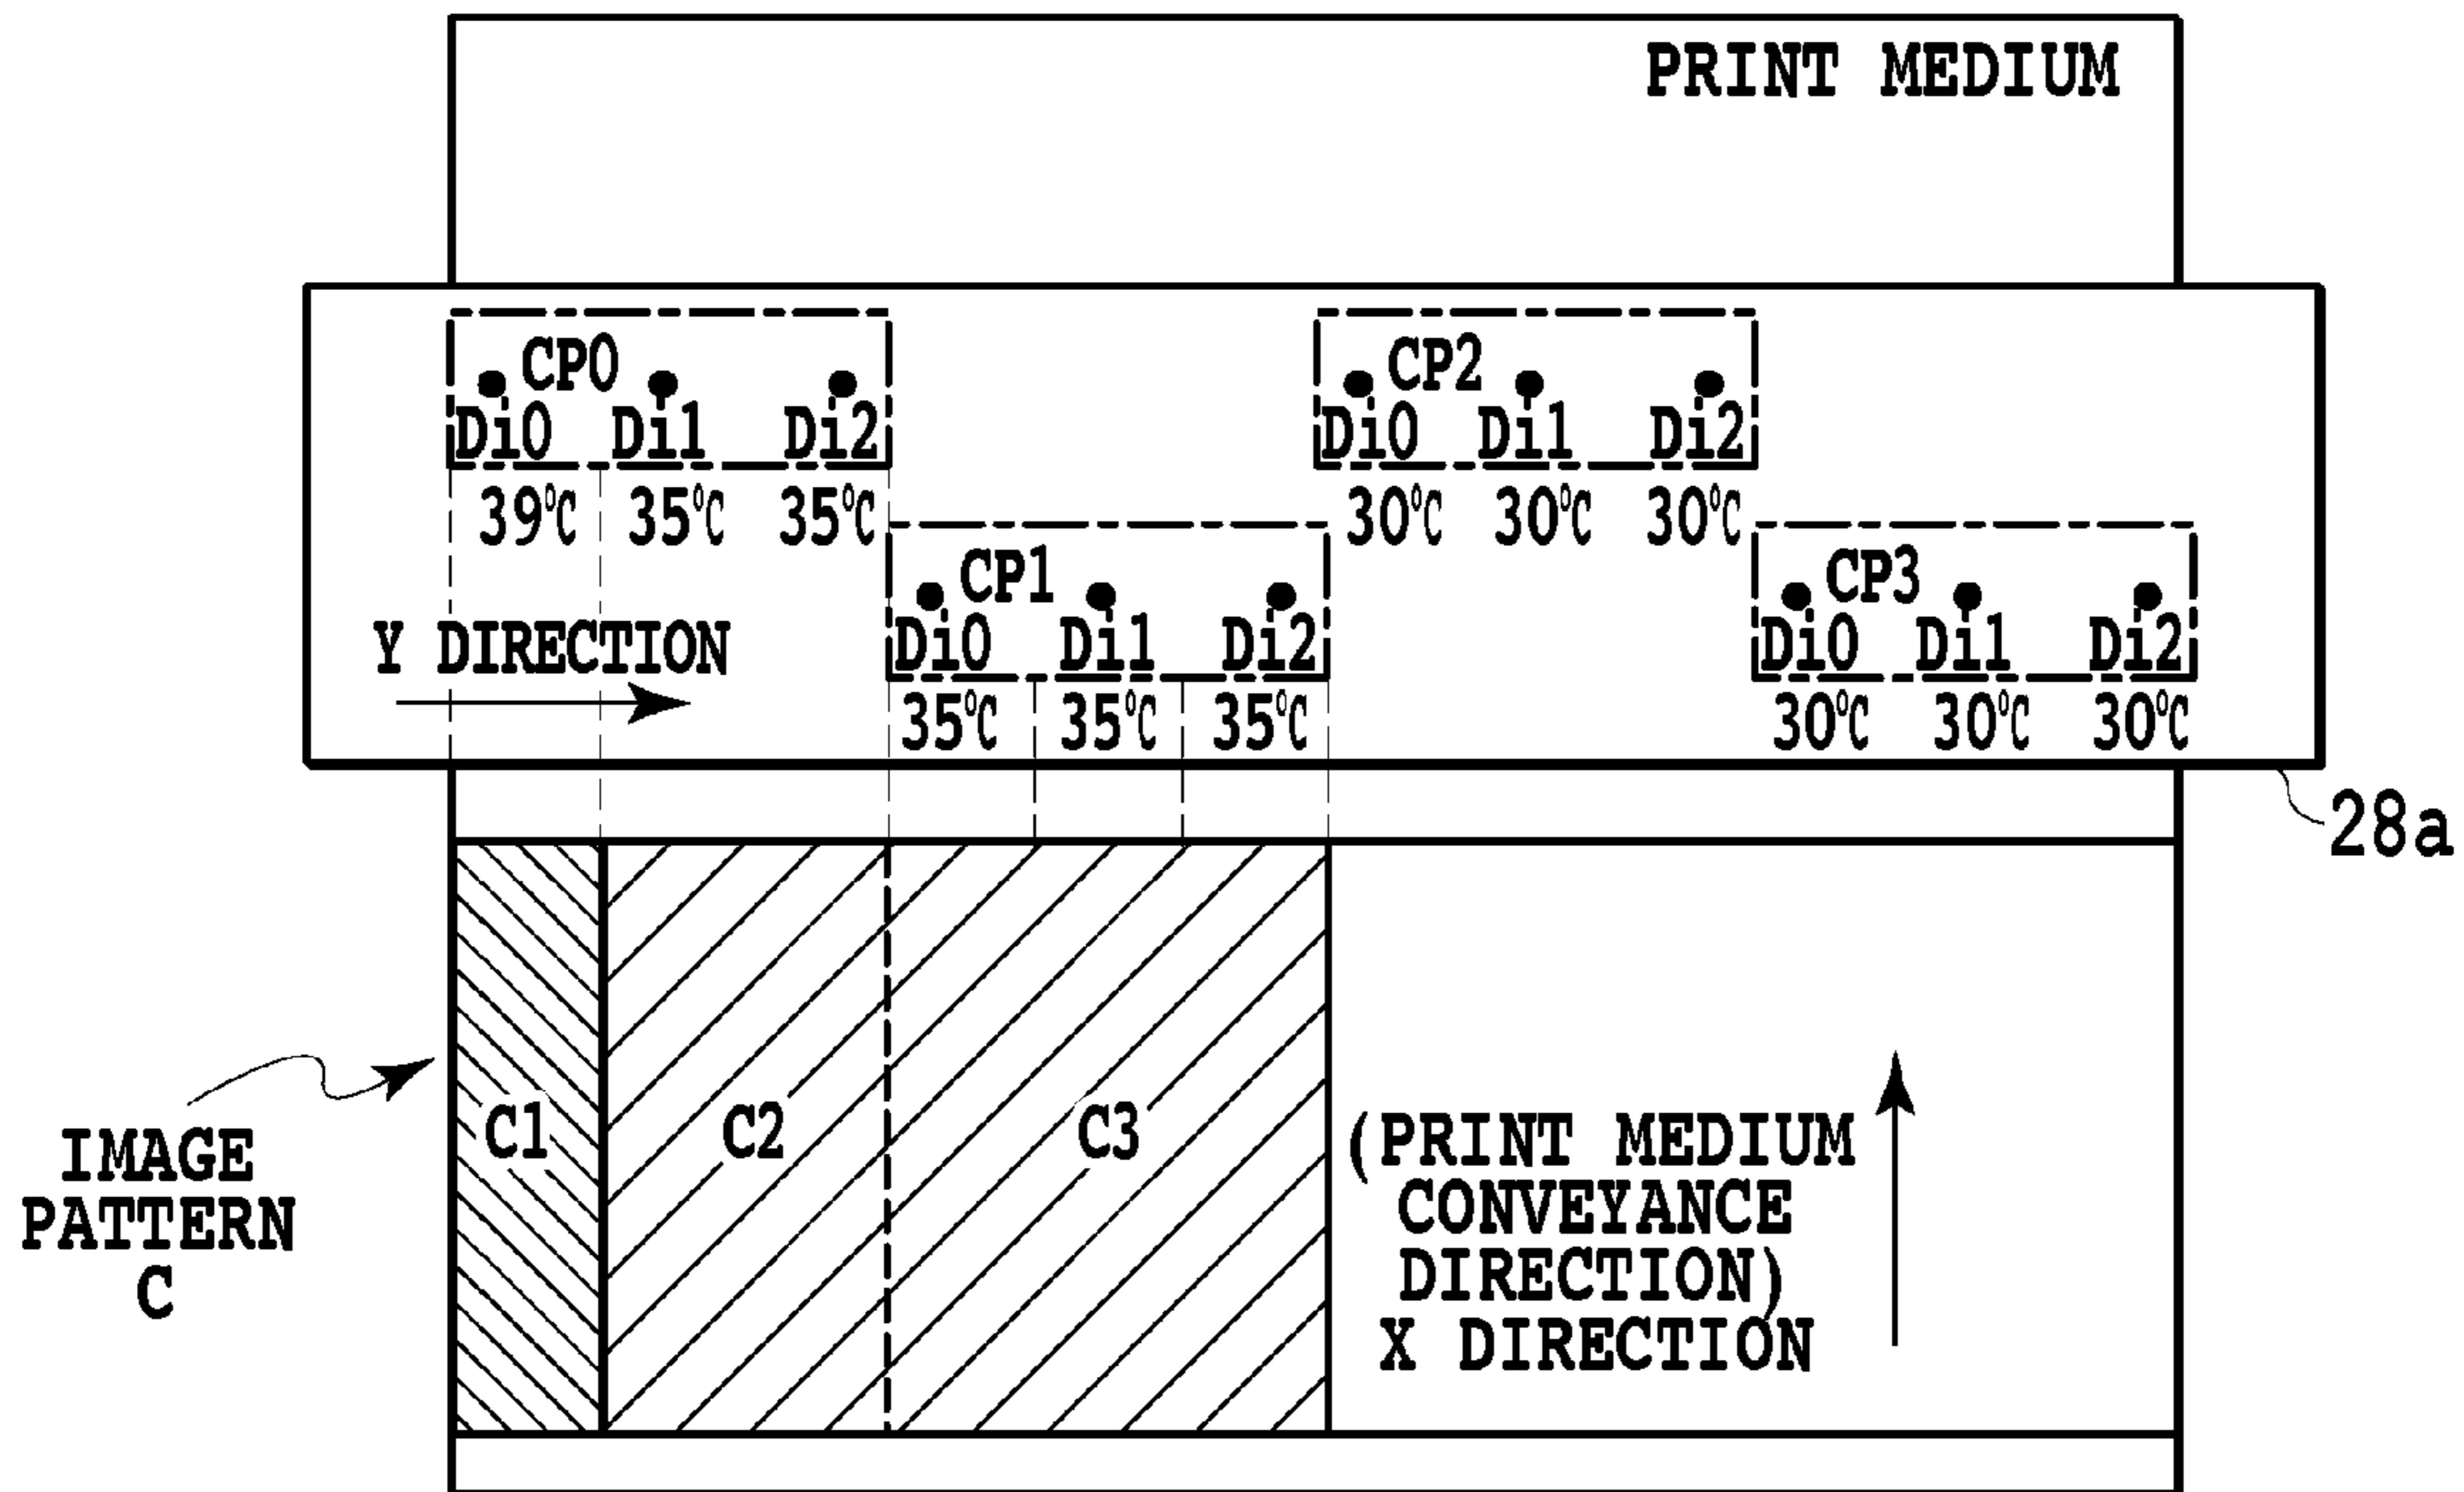 PRINT MEDIUM
CP0
Di0 Di1 Di2
39℃ 35℃ 35℃
CP2
Di0 Di1 Di2
30℃ 30℃ 30℃
CP1
Di0 Di1 Di2
35℃ 35℃ 35℃
CP3
Di0 Di1 Di2
30℃ 30℃ 30℃
Y DIRECTION
28a
IMAGE
PATTERN
C
C1
C2
C3
(PRINT MEDIUM
CONVEYANCE
DIRECTION)
X DIRECTION